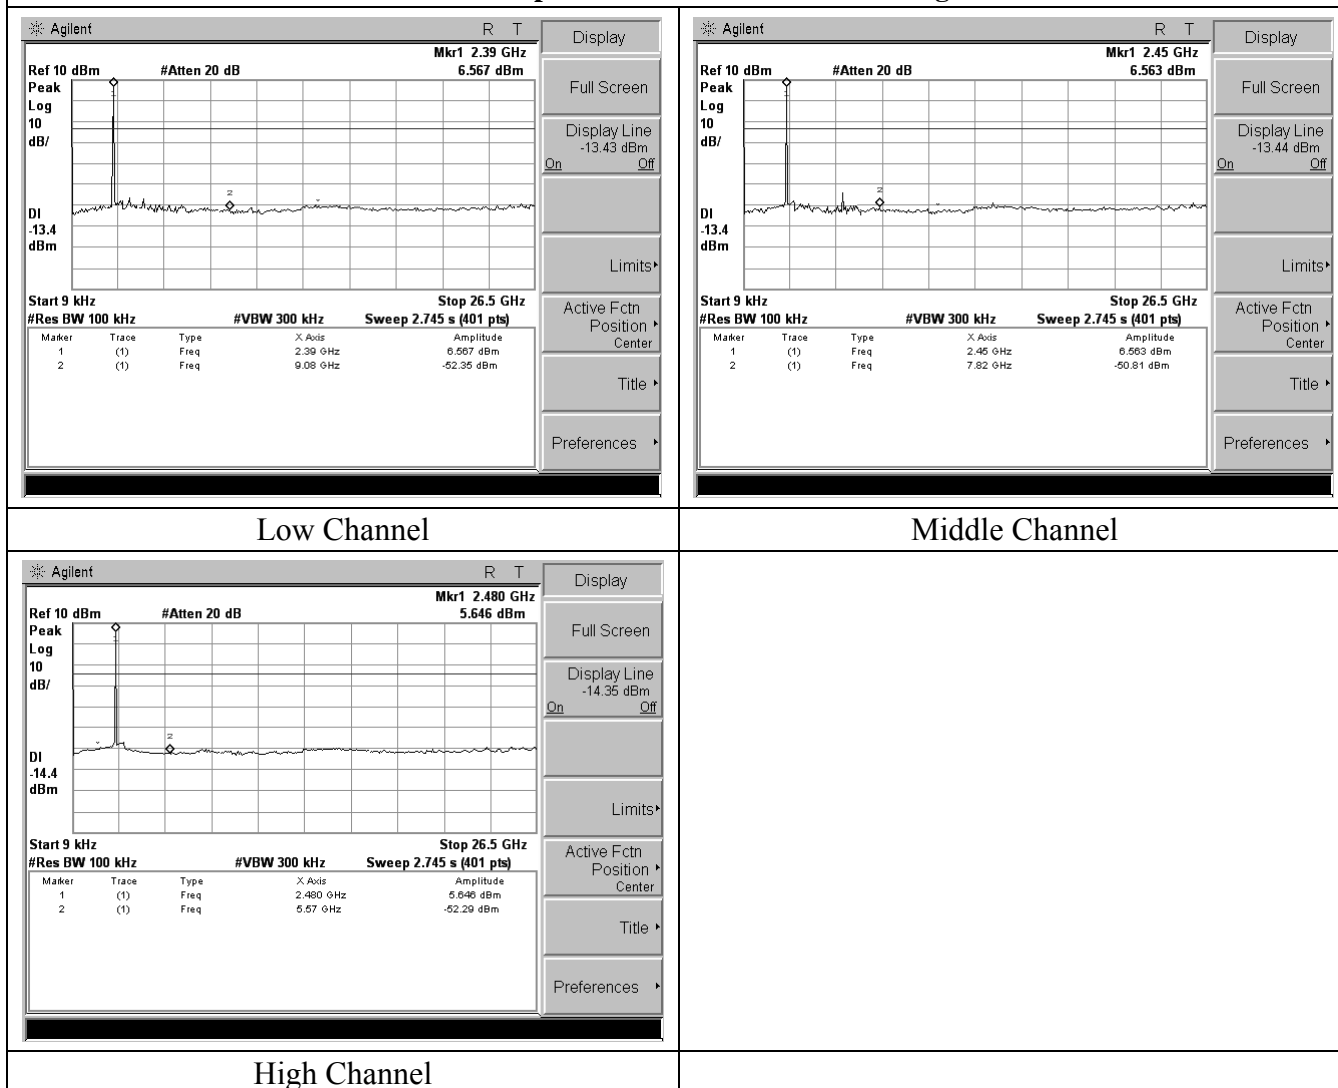 Agilent R T
Mkr1 2.39 GHz
Ref 10 dBm #Atten 20 dB 6.567 dBm
Peak
Log
10
dB/
DI
-13.4
dBm
Start 9 kHz Stop 26.5 GHz
#Res BW 100 kHz #VBW 300 kHz Sweep 2.745 s (401 pts)
Marker Trace Type X Axis Amplitude
1 (1) Freq 2.39 GHz 6.567 dBm
2 (1) Freq 9.08 GHz -52.35 dBm
Display
Full Screen
Display Line
-13.43 dBm
On Off
Limits
Active Fctn
Position
Center
Title
Preferences
Low Channel
Agilent R T
Mkr1 2.45 GHz
Ref 10 dBm #Atten 20 dB 6.563 dBm
Peak
Log
10
dB/
DI
-13.4
dBm
Start 9 kHz Stop 26.5 GHz
#Res BW 100 kHz #VBW 300 kHz Sweep 2.745 s (401 pts)
Marker Trace Type X Axis Amplitude
1 (1) Freq 2.45 GHz 6.563 dBm
2 (1) Freq 7.82 GHz -50.81 dBm
Display
Full Screen
Display Line
-13.44 dBm
On Off
Limits
Active Fctn
Position
Center
Title
Preferences
Middle Channel
Agilent R T
Mkr1 2.480 GHz
Ref 10 dBm #Atten 20 dB 5.646 dBm
Peak
Log
10
dB/
DI
-14.4
dBm
Start 9 kHz Stop 26.5 GHz
#Res BW 100 kHz #VBW 300 kHz Sweep 2.745 s (401 pts)
Marker Trace Type X Axis Amplitude
1 (1) Freq 2.480 GHz 5.646 dBm
2 (1) Freq 5.57 GHz -52.29 dBm
Display
Full Screen
Display Line
-14.35 dBm
On Off
Limits
Active Fctn
Position
Center
Title
Preferences
High Channel